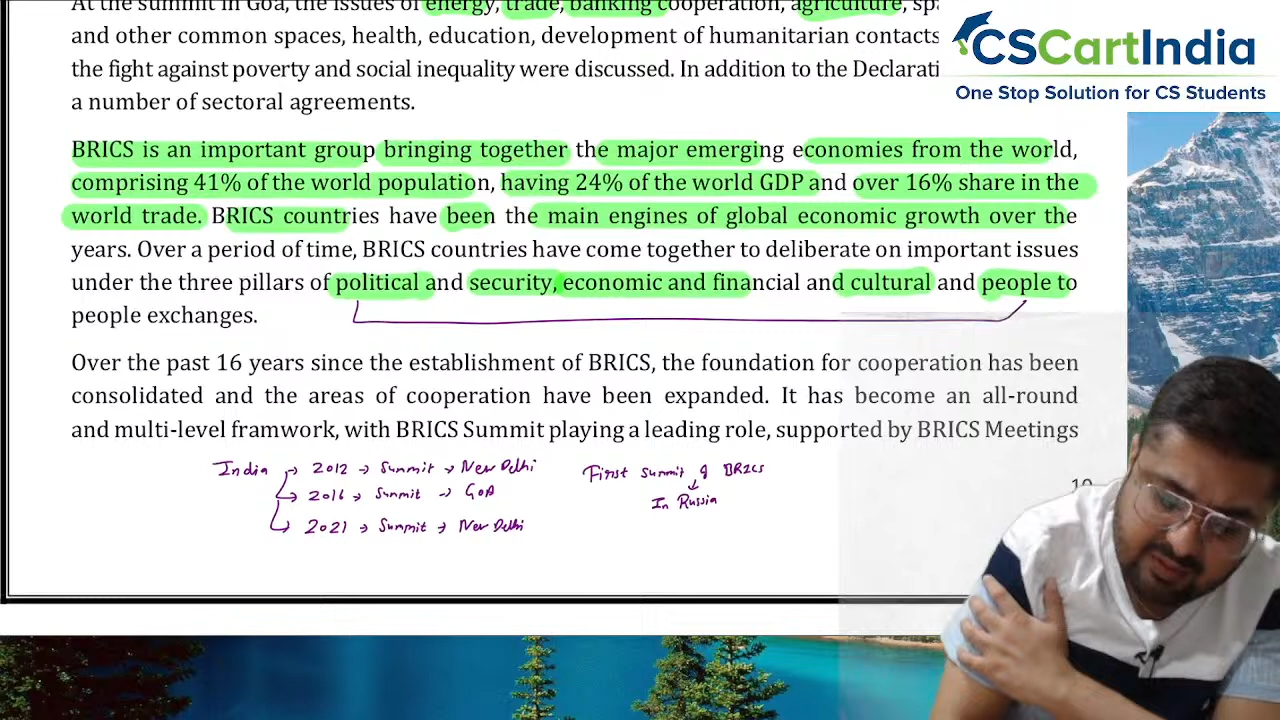 At the summit in Goa, the issues of energy, trade, banking cooperation, agriculture,
and other common spaces, health, education, development of humanitarian contacts
the fight against poverty and social inequality were discussed. In addition to the
a number of sectoral agreements.
BRICS is an important group bringing together the major emerging economies from the world,
comprising 41% of the world population, having 24% of the world GDP and over 16% share in the
world trade. BRICS countries have been the main engines of global economic growth over the
years. Over a period of time, BRICS countries have come together to deliberate on important issues
under the three pillars of political and security, economic and financial and cultural and people to
people exchanges.
Over the past 16 years since the establishment of BRICS, the foundation for cooperation has been
consolidated and the areas of cooperation have been expanded. It has become an all-round
and multi-level framwork, with BRICS Summit playing a leading role, supported by BRICS Meetings
India → 2012 → Summit → New Delhi
→ 2016 → Summit → GOA
→ 2021 → Summit → New Delhi
First Summit of BRICS
↓
In Russia
CSCartIndia
One Stop Solution for CS Students